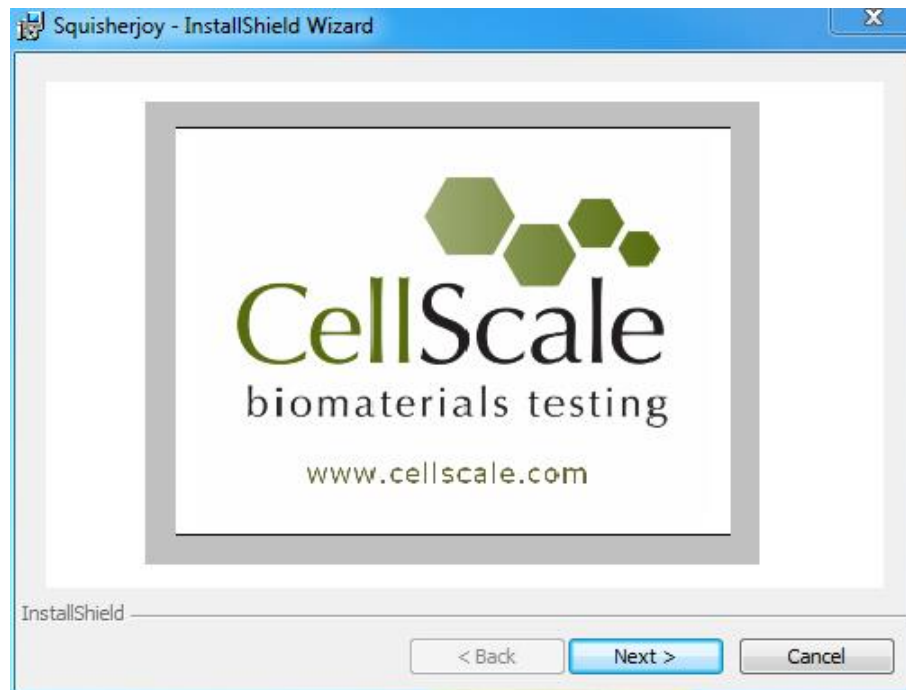 Squisherjoy - InstallShield Wizard
X
CellScale
biomaterials testing
www.cellscale.com
InstallShield
< Back
Next >
Cancel